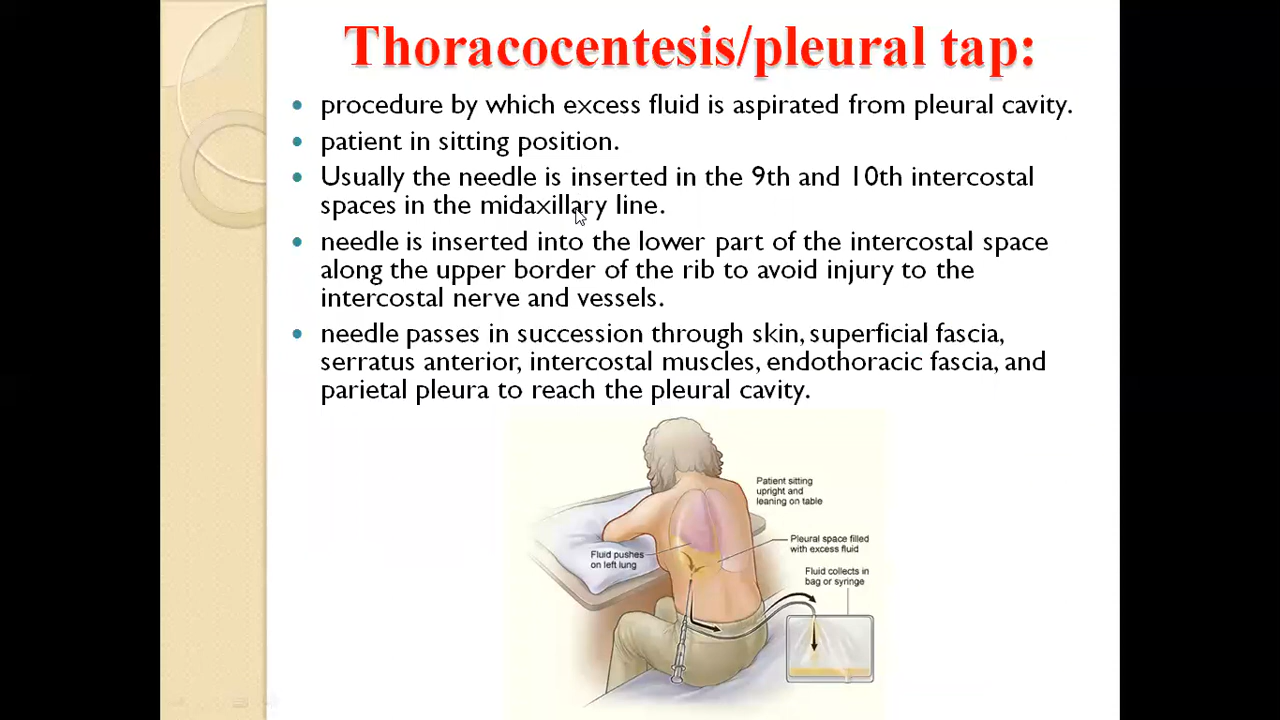 Thoracocentesis/pleural tap:
procedure by which excess fluid is aspirated from pleural cavity.
patient in sitting position.
Usually the needle is inserted in the 9th and 10th intercostal
spaces in the midaxillary line.
needle is inserted into the lower part of the intercostal space
along the upper border of the rib to avoid injury to the
intercostal nerve and vessels.
needle passes in succession through skin, superficial fascia,
serratus anterior, intercostal muscles, endothoracic fascia, and
parietal pleura to reach the pleural cavity.
Patient sitting
upright and
leaning on table
Pleural space filled
with excess fluid
Fluid pushes
on left lung
Fluid collects in
bag or syringe